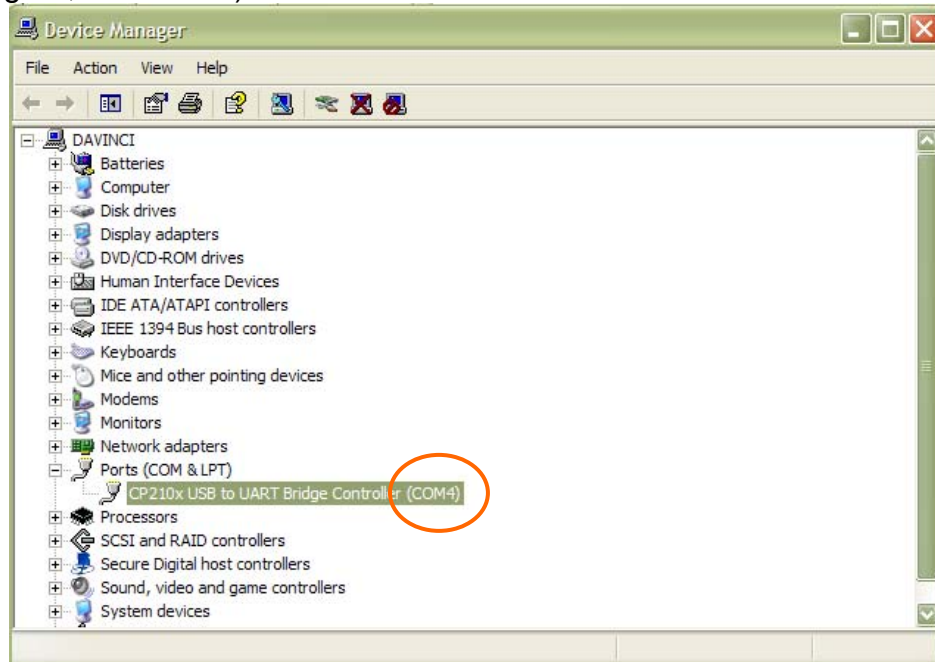 Device Manager
File Action View Help
DAVINCI
Batteries
Computer
Disk drives
Display adapters
DVD/CD-ROM drives
Human Interface Devices
IDE ATA/ATAPI controllers
IEEE 1394 Bus host controllers
Keyboards
Mice and other pointing devices
Modems
Monitors
Network adapters
Ports (COM & LPT)
CP210x USB to UART Bridge Controller (COM4)
Processors
SCSI and RAID controllers
Secure Digital host controllers
Sound, video and game controllers
System devices